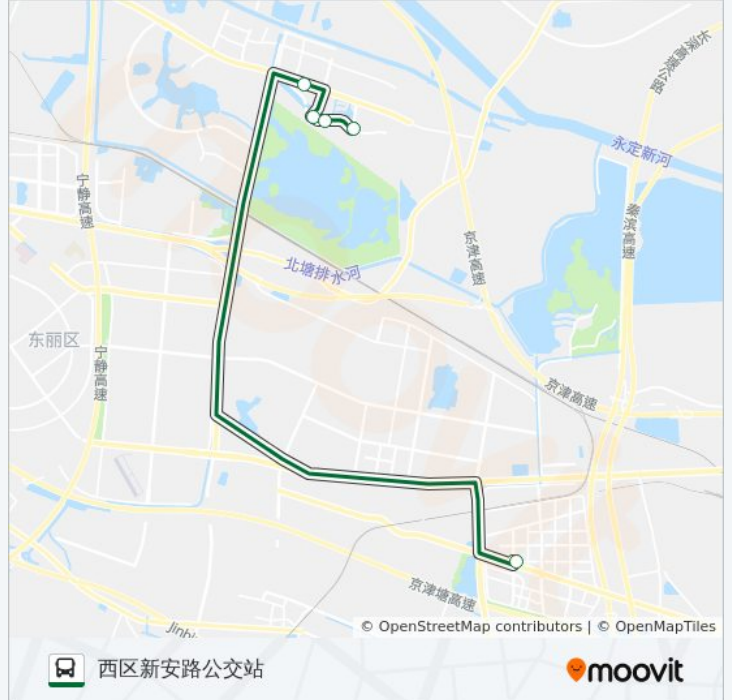 长深高速公路
永定新河
宁静高速
秦滨高速
京津高速
北塘排水河
东丽区
宁静高速
京津高速
京津塘高速
Jinbi
© OpenStreetMap contributors | © OpenMapTiles
西区新安路公交站
moovit